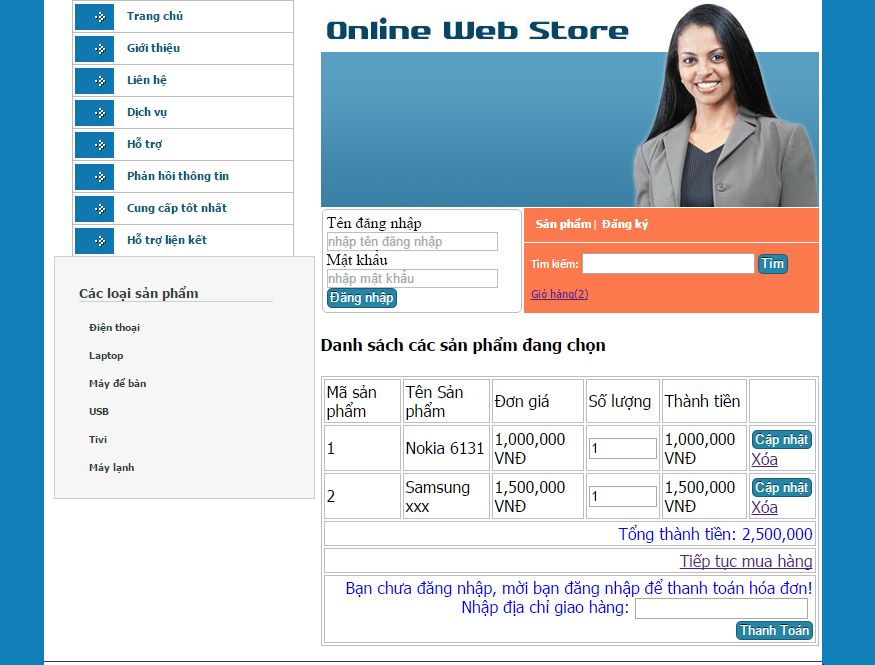 Trang chủ
Giới thiệu
Liên hệ
Dịch vụ
Hỗ trợ
Phản hồi thông tin
Cung cấp tốt nhất
Hỗ trợ liện kết
Các loại sản phẩm
Điện thoại
Laptop
Máy để bàn
USB
Tivi
Máy lạnh
Online Web Store
Tên đăng nhập
nhập tên đăng nhập
Mật khẩu
nhập mật khẩu
Đăng nhập
Sản phẩm | Đăng ký
Tìm kiếm: Tìm
Giỏ hàng(2)
Danh sách các sản phẩm đang chọn
Mã sản phẩm Tên Sản phẩm Đơn giá Số lượng Thành tiền
1 Nokia 6131 1,000,000 VNĐ 1 1,000,000 VNĐ Cập nhật Xóa
2 Samsung xxx 1,500,000 VNĐ 1 1,500,000 VNĐ Cập nhật Xóa
Tổng thành tiền: 2,500,000
Tiếp tục mua hàng
Bạn chưa đăng nhập, mời bạn đăng nhập để thanh toán hóa đơn!
Nhập địa chỉ giao hàng:
Thanh Toán